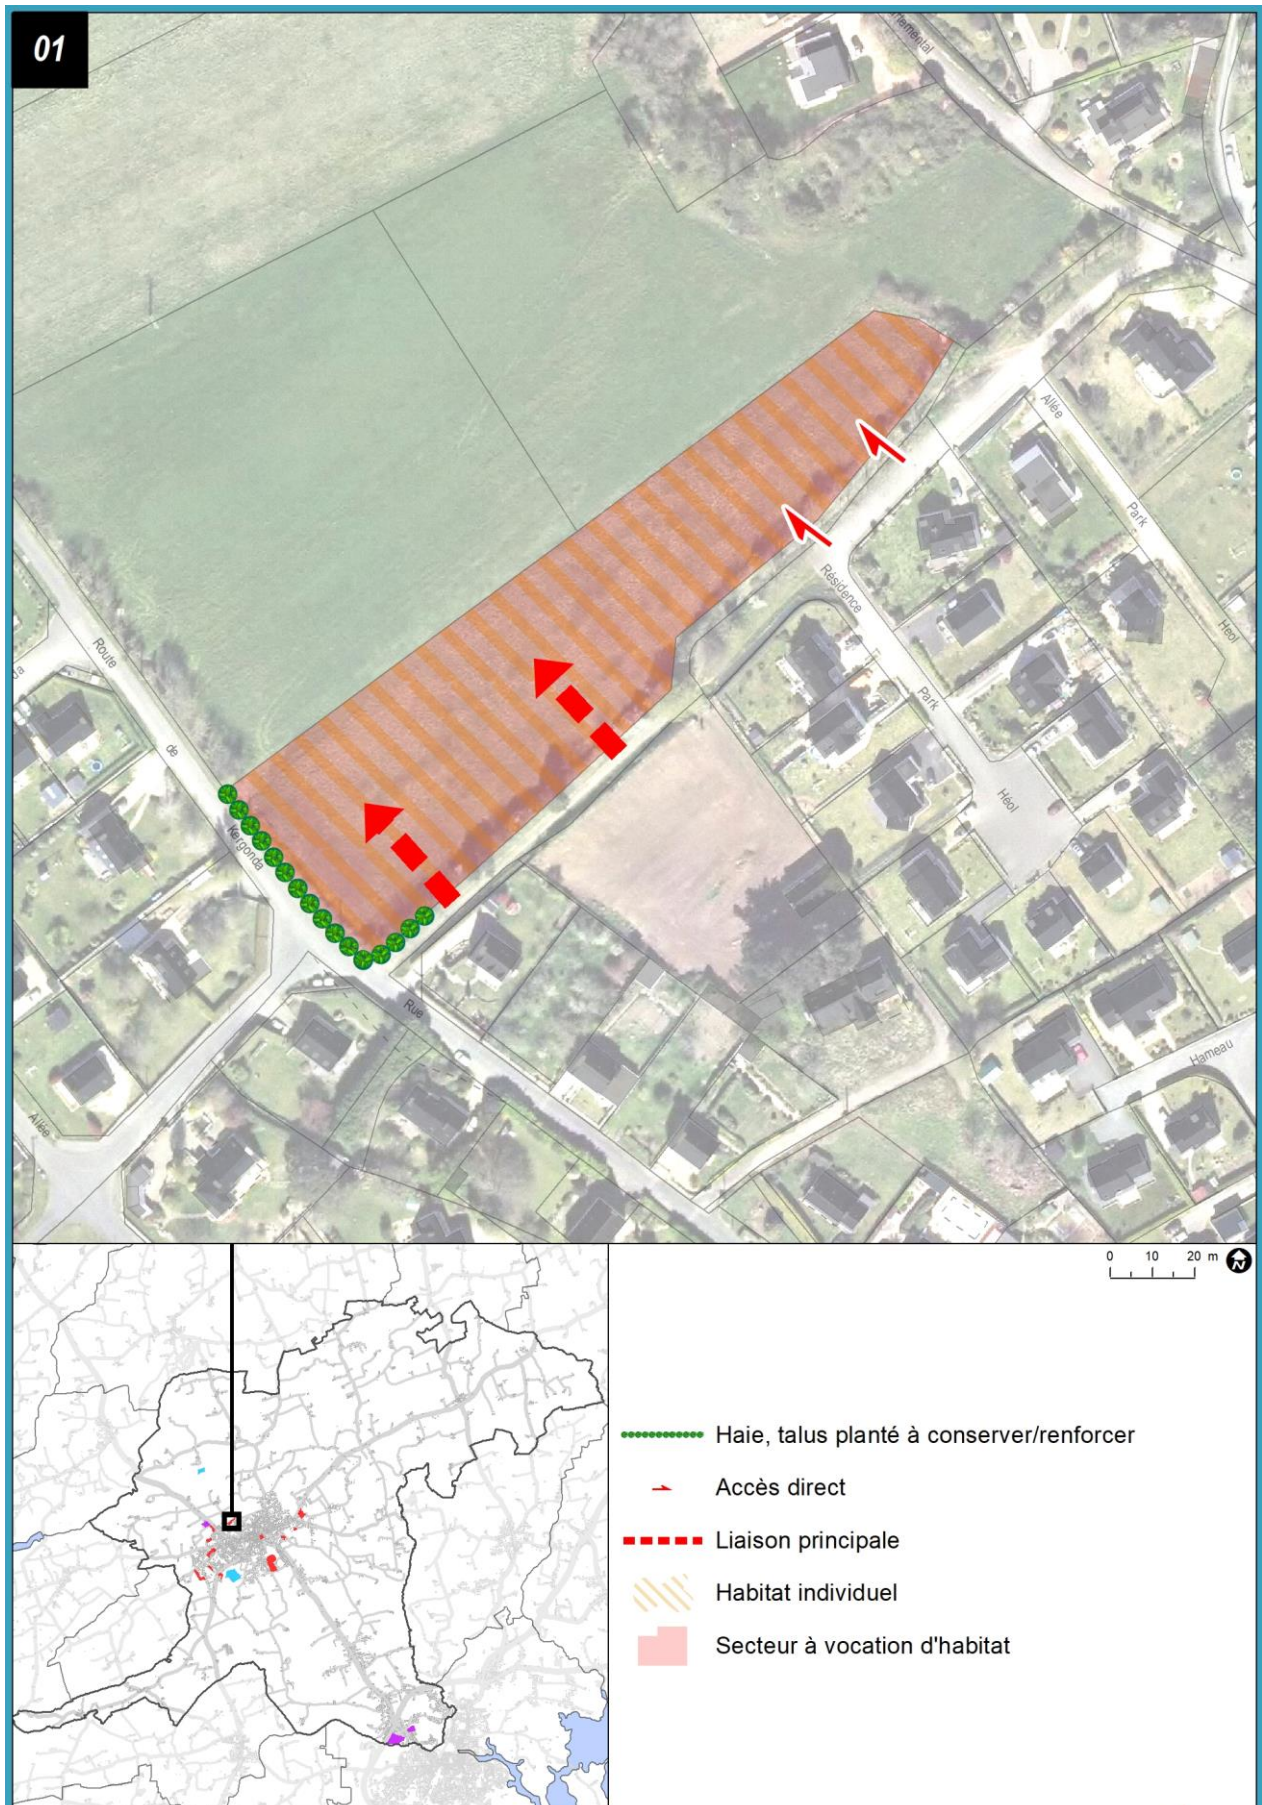 01
Allée
Park
Heol
Résidence
Park
Héol
Route
de
Kergonda
Rue
Allée
Hameau
0 10 20 m
N
Haie, talus planté à conserver/renforcer
Accès direct
Liaison principale
Habitat individuel
Secteur à vocation d'habitat